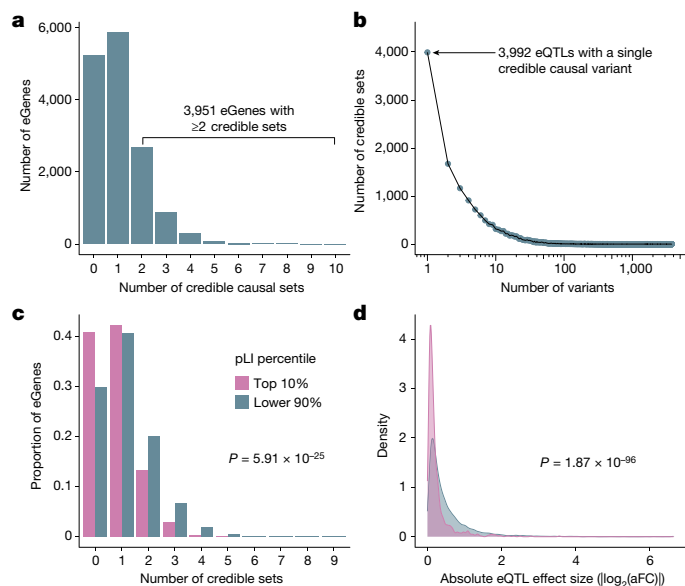 a
6,000
4,000
2,000
0
Number of eGenes
3,951 eGenes with
≥2 credible sets
0 1 2 3 4 5 6 7 8 9 10
Number of credible causal sets
b
4,000
3,000
2,000
1,000
0
Number of credible sets
3,992 eQTLs with a single
credible causal variant
1 10 100 1,000
Number of variants
c
0.4
0.3
0.2
0.1
0
Proportion of eGenes
pLI percentile
Top 10%
Lower 90%
P = 5.91 × 10⁻²⁵
0 1 2 3 4 5 6 7 8 9
Number of credible sets
d
4
3
2
1
0
Density
P = 1.87 × 10⁻⁹⁶
0 2 4 6
Absolute eQTL effect size (|log₂(aFC)|)